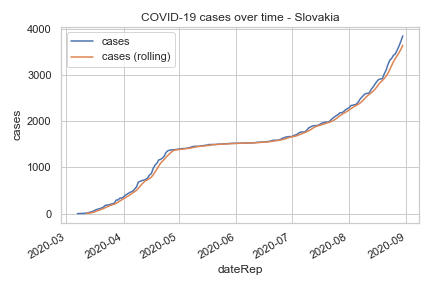 COVID-19 cases over time - Slovakia
cases
cases (rolling)
4000
3000
2000
1000
0
cases
2020-03
2020-04
2020-05
2020-06
2020-07
2020-08
2020-09
dateRep